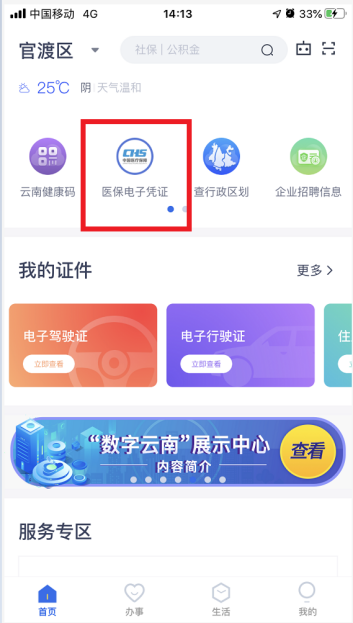 中国移动 4G 14:13 33%
官渡区 社保 | 公积金
25℃ 阴 天气温和
CHS
云南健康码 医保电子凭证 查行政区划 企业招聘信息
我的证件 更多
电子驾驶证 电子行驶证 住
立即查看 立即查看
“数字云南”展示中心 查看
内容简介
服务专区
首页 办事 生活 我的